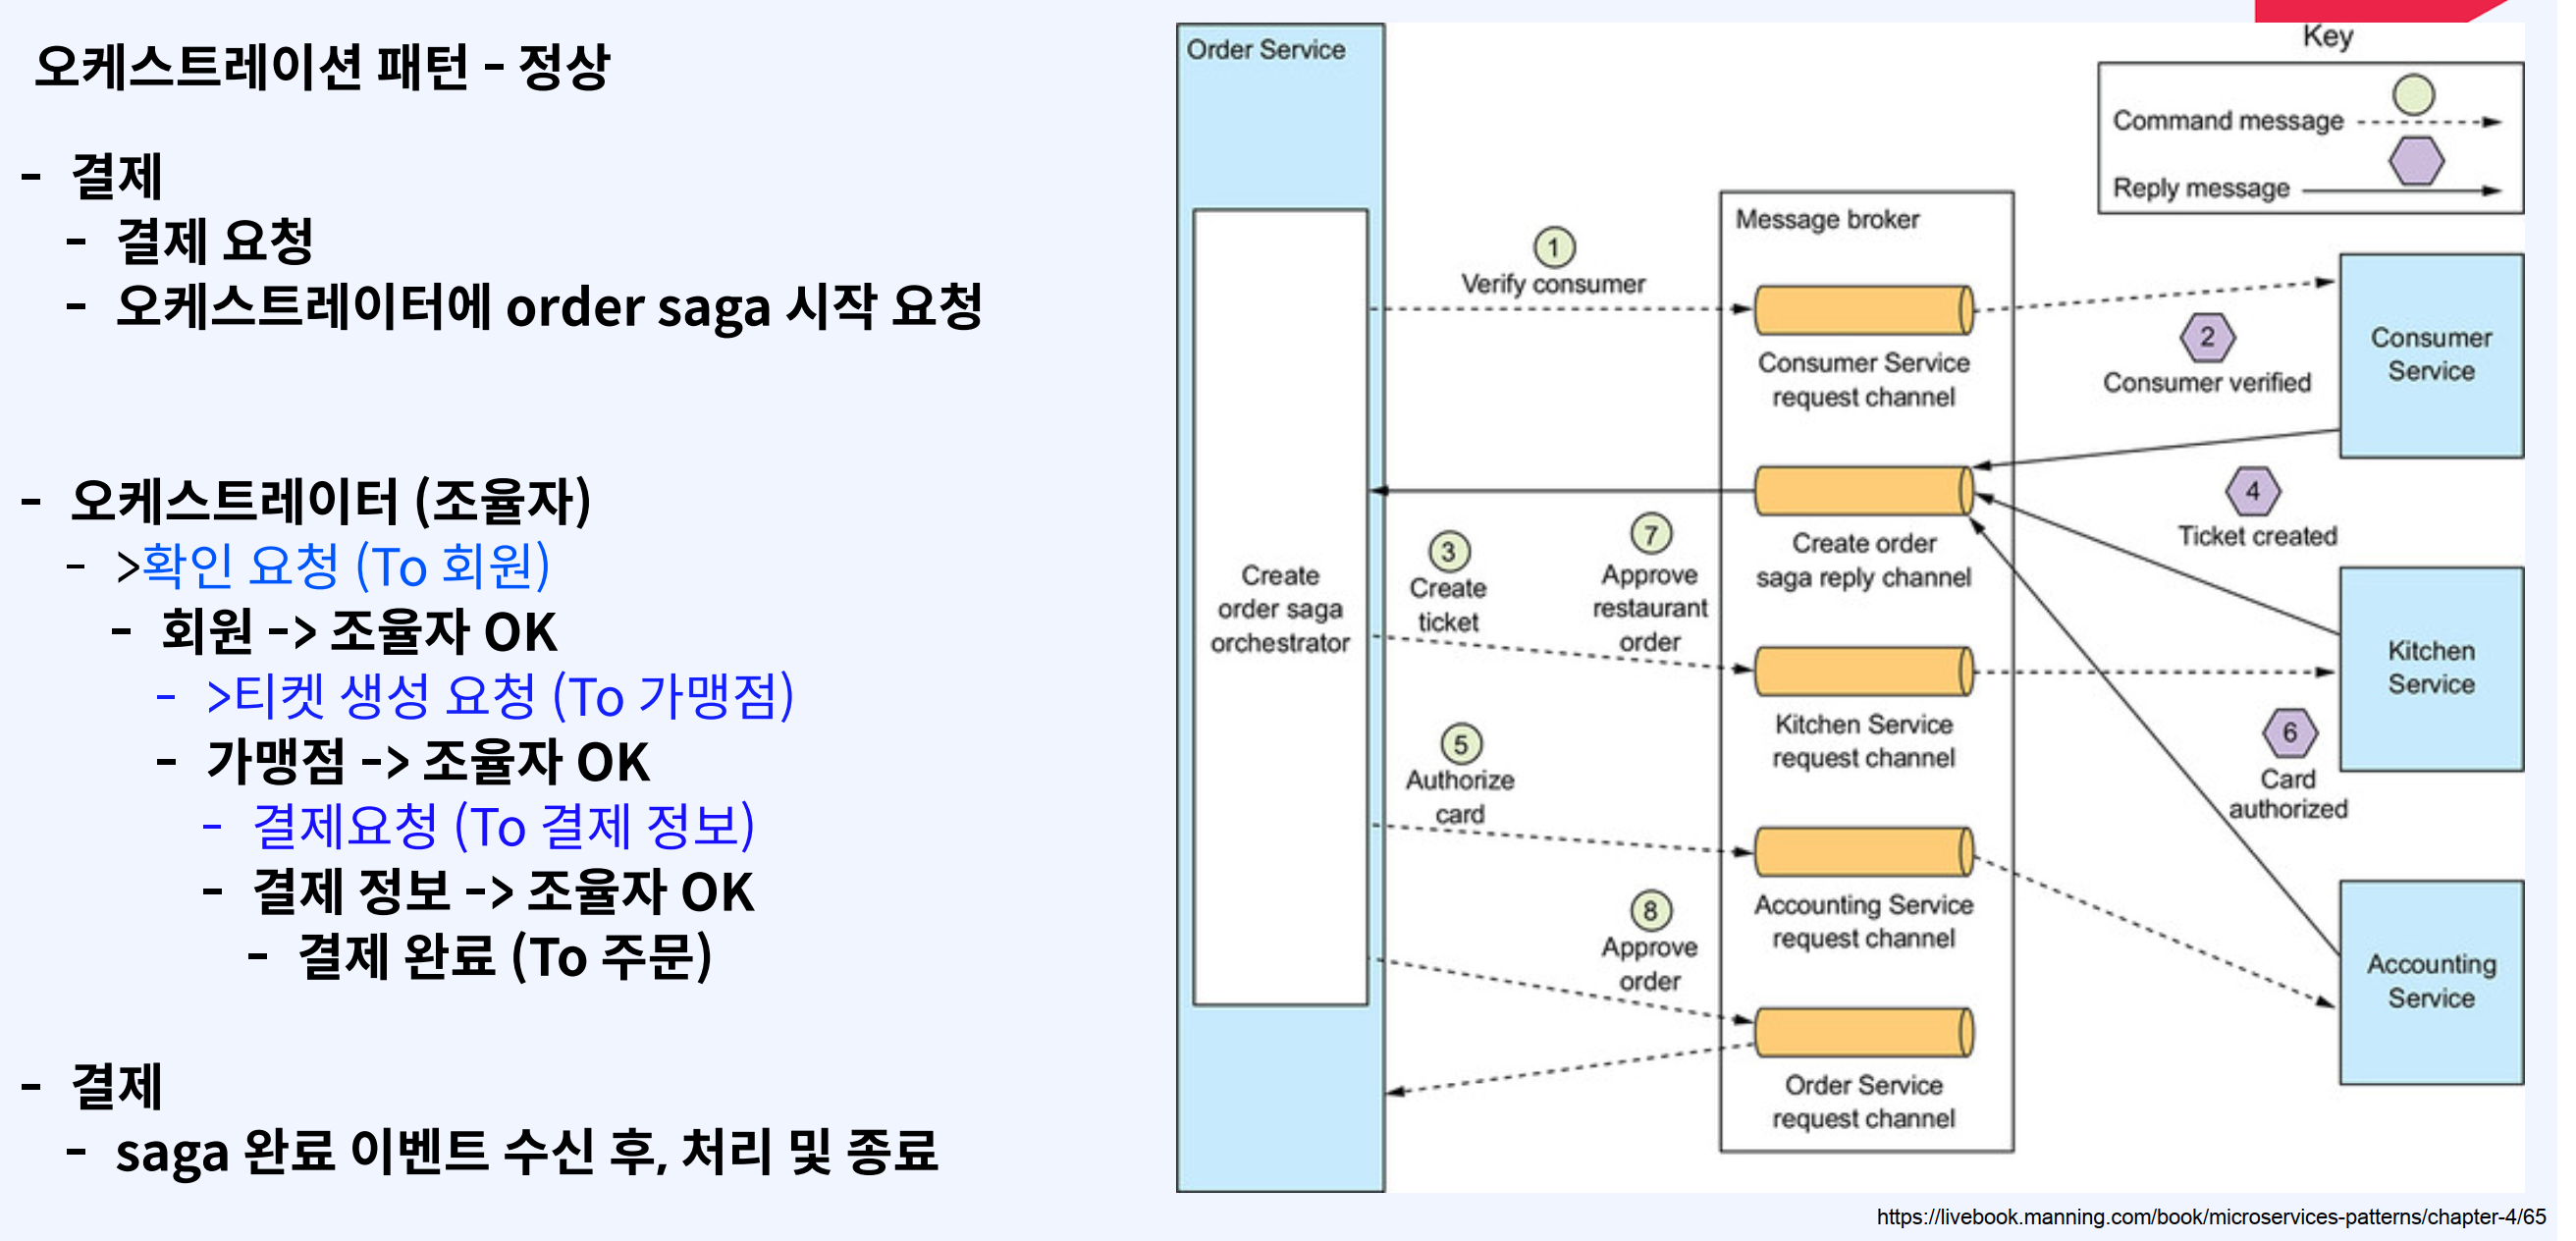 오케스트레이션 패턴 - 정상
- 결제
- 결제 요청
- 오케스트레이터에 order saga 시작 요청
- 오케스트레이터 (조율자)
- >확인 요청 (To 회원)
- 회원 -> 조율자 OK
- >티켓 생성 요청 (To 가맹점)
- 가맹점 -> 조율자 OK
- 결제요청 (To 결제 정보)
- 결제 정보 -> 조율자 OK
- 결제 완료 (To 주문)
- 결제
- saga 완료 이벤트 수신 후, 처리 및 종료
Order Service
Create
order saga
orchestrator
1
Verify consumer
3
Create
ticket
7
Approve
restaurant
order
5
Authorize
card
8
Approve
order
Message broker
Consumer Service
request channel
Create order
saga reply channel
Kitchen Service
request channel
Accounting Service
request channel
Order Service
request channel
Key
Command message
Reply message
2
Consumer verified
4
Ticket created
6
Card
authorized
Consumer
Service
Kitchen
Service
Accounting
Service
https://livebook.manning.com/book/microservices-patterns/chapter-4/65